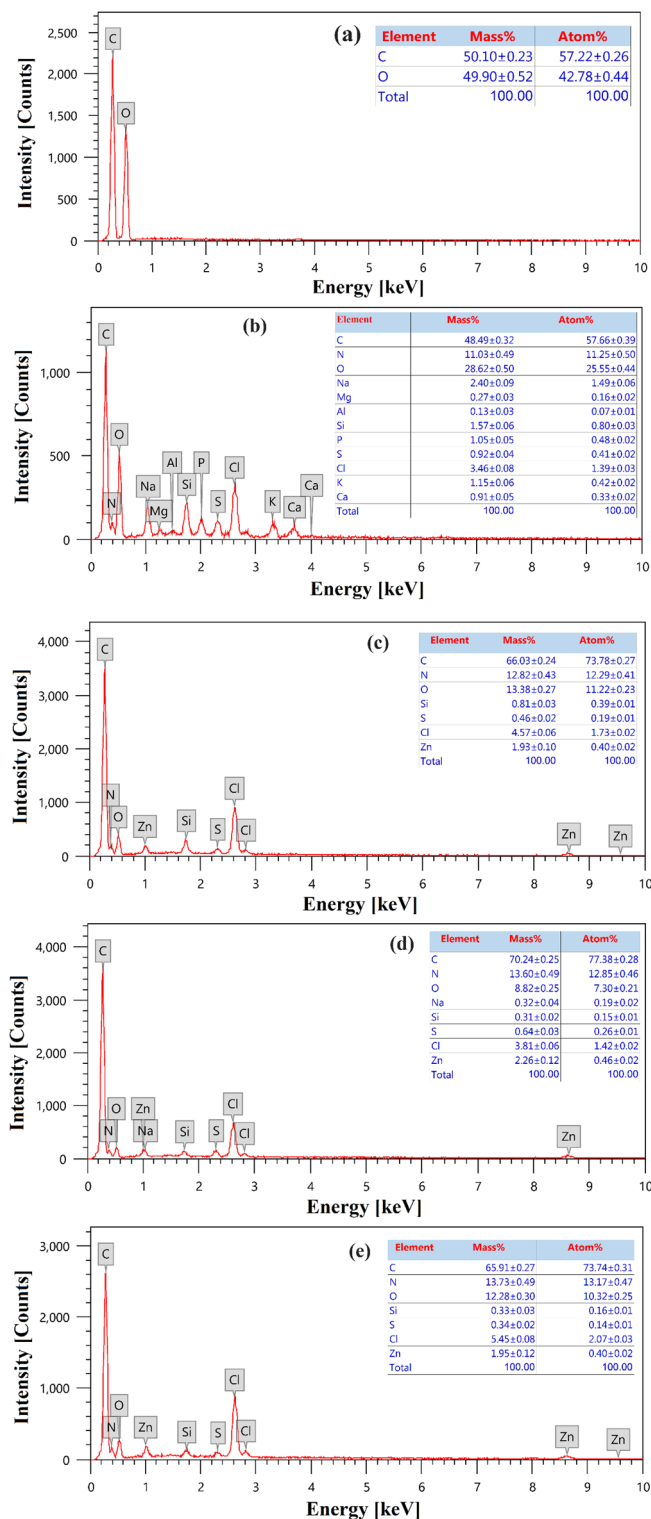 (a)
Element Mass% Atom%
C 50.10±0.23 57.22±0.26
O 49.90±0.52 42.78±0.44
Total 100.00 100.00
C
O
2,500
2,000
1,500
1,000
500
0
Intensity [Counts]
0 1 2 3 4 5 6 7 8 9 10
Energy [keV]
(b)
Element Mass% Atom%
C 48.49±0.32 57.66±0.39
N 11.03±0.49 11.25±0.50
O 28.62±0.50 25.55±0.44
Na 2.40±0.09 1.49±0.06
Mg 0.27±0.03 0.16±0.02
Al 0.13±0.03 0.07±0.01
Si 1.57±0.06 0.80±0.03
P 1.05±0.05 0.48±0.02
S 0.92±0.04 0.41±0.02
Cl 3.46±0.08 1.39±0.03
K 1.15±0.06 0.42±0.02
Ca 0.91±0.05 0.33±0.02
Total 100.00 100.00
C
O
N
Na
Mg
Al
Si
P
S
Cl
K
Ca
Ca
1,000
500
0
Intensity [Counts]
0 1 2 3 4 5 6 7 8 9 10
Energy [keV]
(c)
Element Mass% Atom%
C 66.03±0.24 73.78±0.27
N 12.82±0.43 12.29±0.41
O 13.38±0.27 11.22±0.23
Si 0.81±0.03 0.39±0.01
S 0.46±0.02 0.19±0.01
Cl 4.57±0.06 1.73±0.02
Zn 1.93±0.10 0.40±0.02
Total 100.00 100.00
C
N
O
Zn
Si
S
Cl
Cl
Zn
Zn
4,000
3,000
2,000
1,000
0
Intensity [Counts]
0 1 2 3 4 5 6 7 8 9 10
Energy [keV]
(d)
Element Mass% Atom%
C 70.24±0.25 77.38±0.28
N 13.60±0.49 12.85±0.46
O 8.82±0.25 7.30±0.21
Na 0.32±0.04 0.19±0.02
Si 0.31±0.02 0.15±0.01
S 0.64±0.03 0.26±0.01
Cl 3.81±0.06 1.42±0.02
Zn 2.26±0.12 0.46±0.02
Total 100.00 100.00
C
O
N
Zn
Na
Si
S
Cl
Cl
Zn
4,000
3,000
2,000
1,000
0
Intensity [Counts]
0 1 2 3 4 5 6 7 8 9 10
Energy [keV]
(e)
Element Mass% Atom%
C 65.91±0.27 73.74±0.31
N 13.73±0.49 13.17±0.47
O 12.28±0.30 10.32±0.25
Si 0.33±0.03 0.16±0.01
S 0.34±0.02 0.14±0.01
Cl 5.45±0.08 2.07±0.03
Zn 1.95±0.12 0.40±0.02
Total 100.00 100.00
C
O
N
Zn
Si
S
Cl
Cl
Zn
Zn
3,000
2,000
1,000
0
Intensity [Counts]
0 1 2 3 4 5 6 7 8 9 10
Energy [keV]